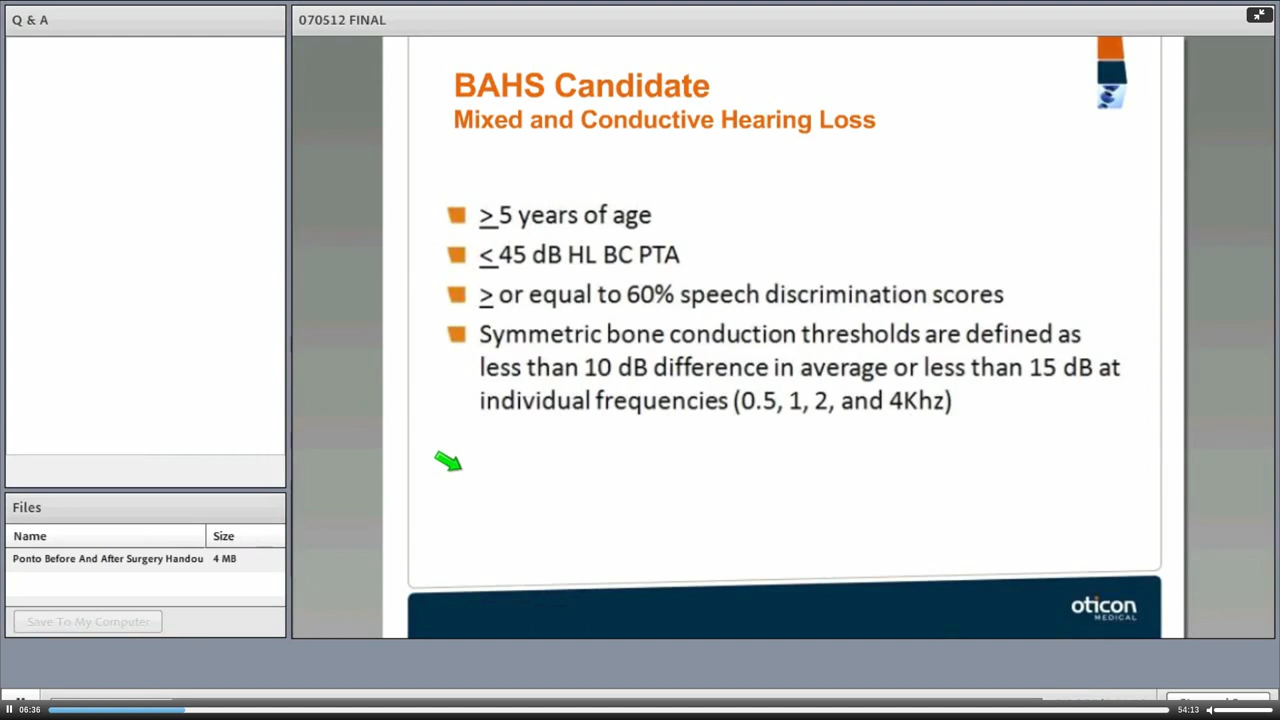 Q & A
070512 FINAL
BAHS Candidate
Mixed and Conductive Hearing Loss
≥ 5 years of age
≤ 45 dB HL BC PTA
≥ or equal to 60% speech discrimination scores
Symmetric bone conduction thresholds are defined as
less than 10 dB difference in average or less than 15 dB at
individual frequencies (0.5, 1, 2, and 4Khz)
Files
Name Size
Ponto Before And After Surgery Handou 4 MB
Save To My Computer
oticon
MEDICAL
06:36 54:13